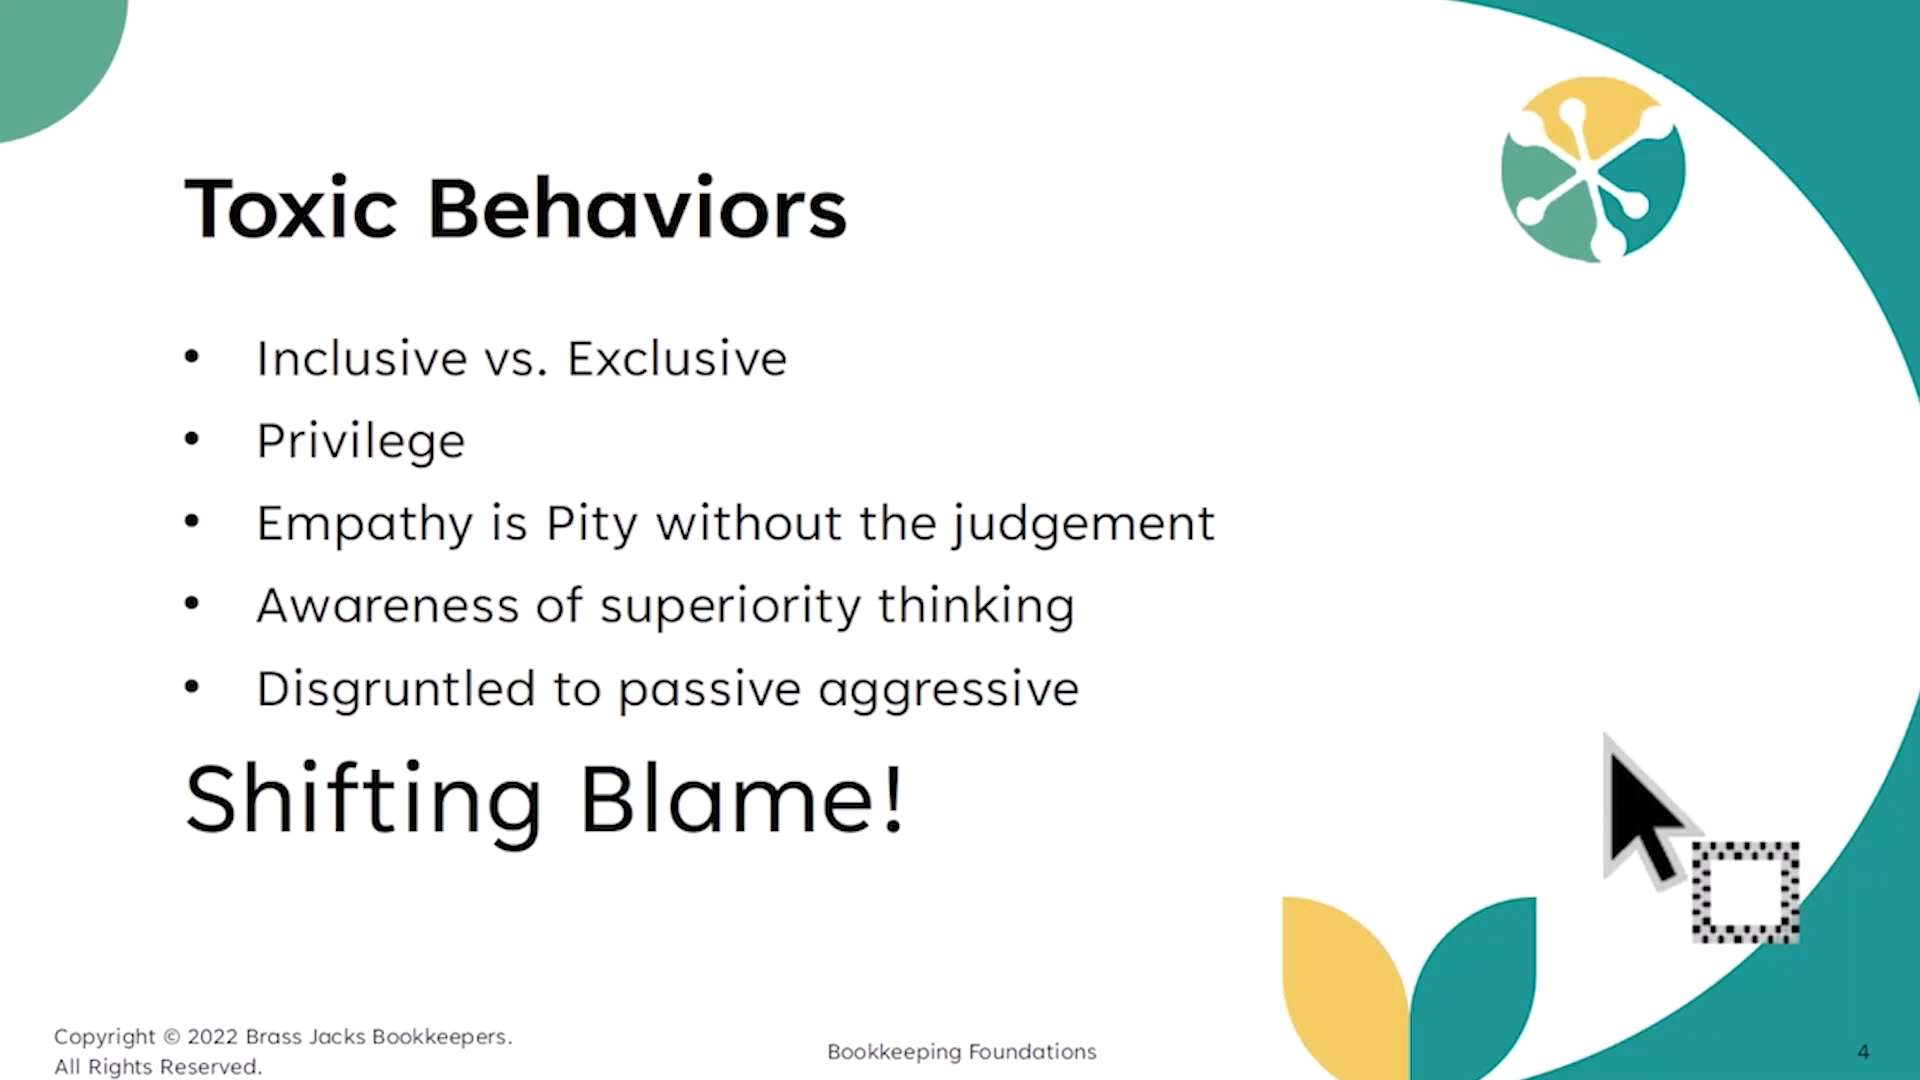 Toxic Behaviors
• Inclusive vs. Exclusive
• Privilege
• Empathy is Pity without the judgement
• Awareness of superiority thinking
• Disgruntled to passive aggressive
Shifting Blame!
Copyright © 2022 Brass Jacks Bookkeepers.
All Rights Reserved.
Bookkeeping Foundations
4